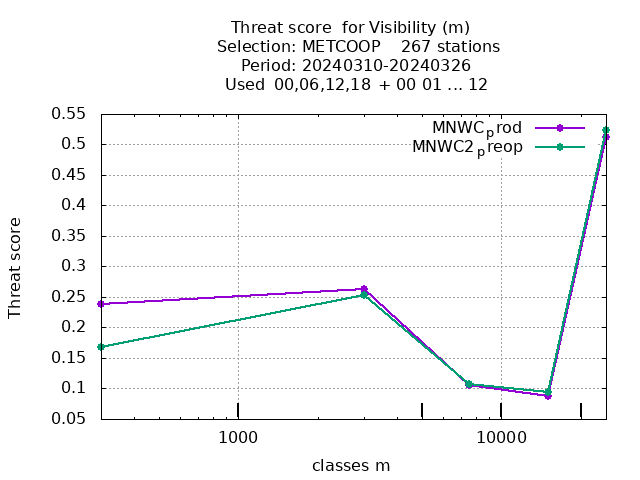 Threat score  for Visibility (m)
Selection: METCOOP    267 stations
Period: 20240310-20240326
Used  00,06,12,18 + 00 01 ... 12
MNWCprod
MNWC2preop
0.55
0.5
0.45
0.4
0.35
0.3
0.25
0.2
0.15
0.1
0.05
Threat score
1000
10000
classes m